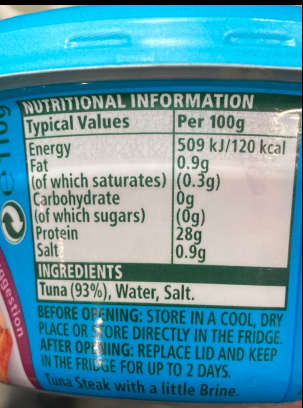 NUTRITIONAL INFORMATION
Typical Values Per 100g
Energy 509 kJ/120 kcal
Fat 0.9g
(of which saturates) (0.3g)
Carbohydrate 0g
(of which sugars) (0g)
Protein 28g
Salt 0.9g
INGREDIENTS
Tuna (93%), Water, Salt.
BEFORE OPENING: STORE IN A COOL, DRY
PLACE OR STORE DIRECTLY IN THE FRIDGE.
AFTER OPENING: REPLACE LID AND KEEP
IN THE FRIDGE FOR UP TO 2 DAYS.
Tuna Steak with a little Brine.
℮ 110g